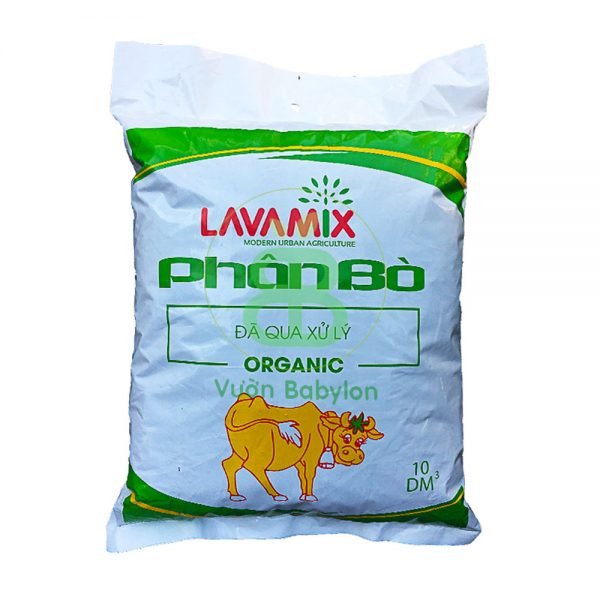 LAVAMIX
MODERN URBAN AGRICULTURE
Phân Bò
ĐÃ QUA XỬ LÝ
ORGANIC
Vườn Babylon
10
DM³